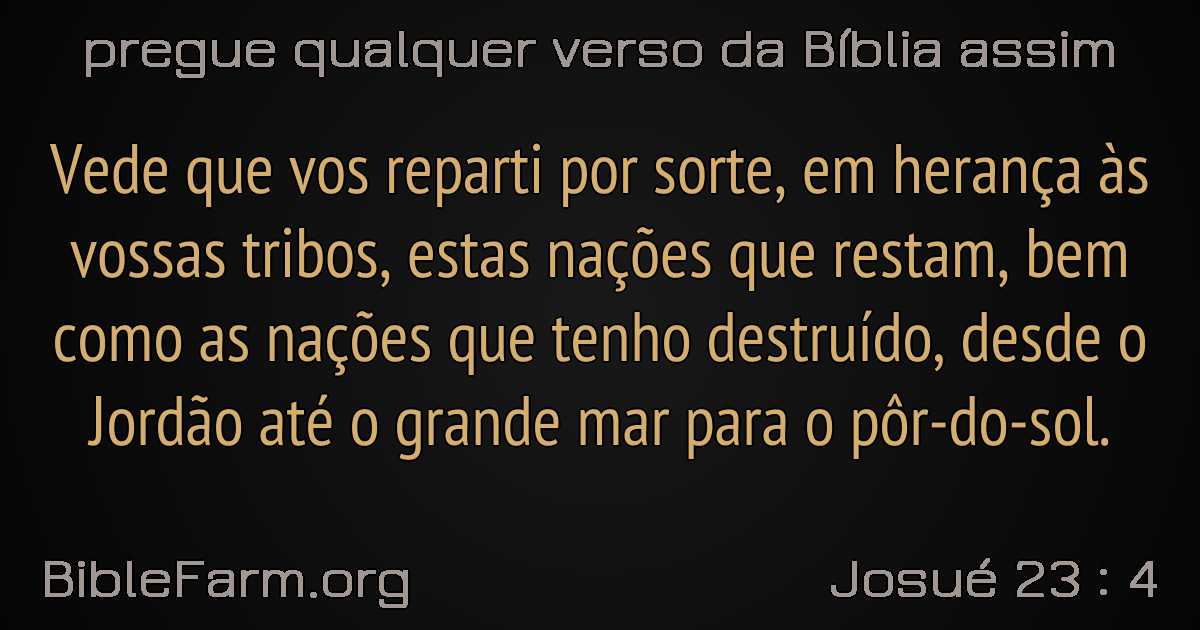 pregue qualquer verso da Bíblia assim
Vede que vos reparti por sorte, em herança às
vossas tribos, estas nações que restam, bem
como as nações que tenho destruído, desde o
Jordão até o grande mar para o pôr-do-sol.
BibleFarm.org
Josué 23 : 4